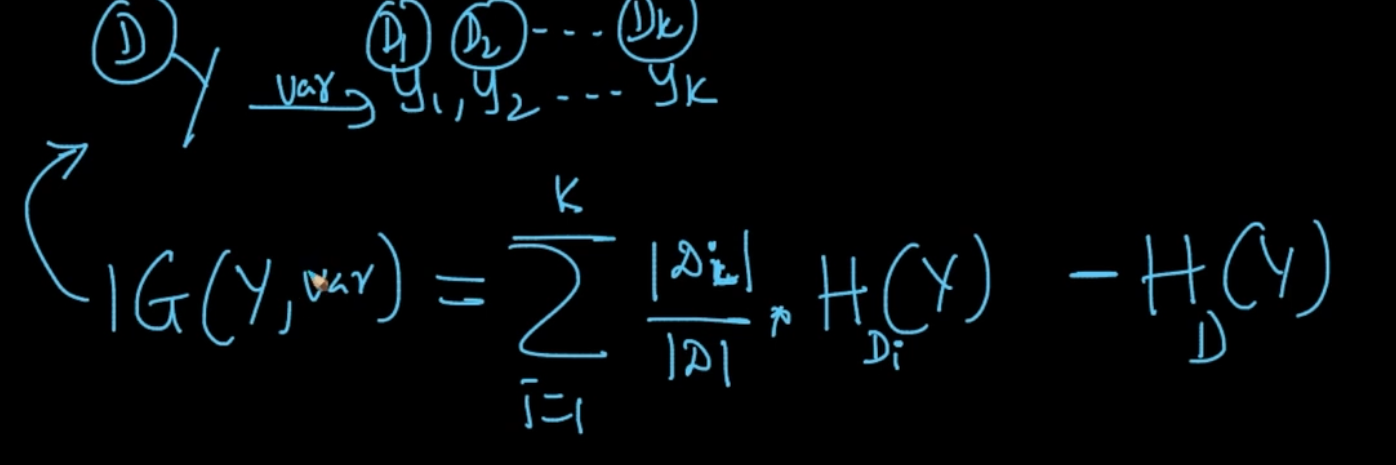 D D1 D2 --- Dk
Y var→ y1, y2 --- yk
IG(Y, var) = Σ_{i=1}^{K} |Di| / |D| * H_{Di}(Y) - H_D(Y)